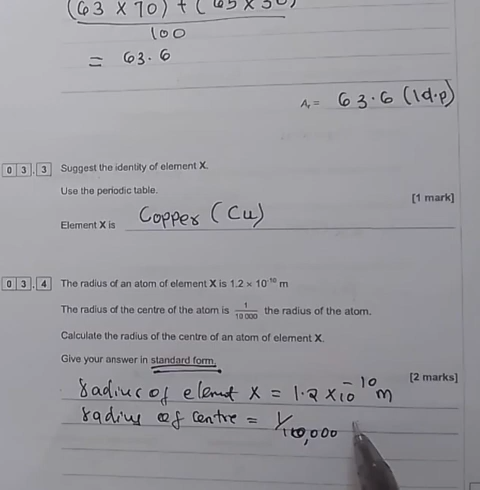 (63 × 70) + (65 × 30)
100
= 63.6
Aᵣ = 63.6 (1d.p)
0 3 . 3 Suggest the identity of element X.
Use the periodic table.
[1 mark]
Element X is Copper (Cu)
0 3 . 4 The radius of an atom of element X is 1.2 × 10⁻¹⁰ m
The radius of the centre of the atom is 1/10 000 the radius of the atom.
Calculate the radius of the centre of an atom of element X.
Give your answer in standard form.
[2 marks]
radius of elemt X = 1.2 × 10⁻¹⁰ m
radius of centre = 1/10,000